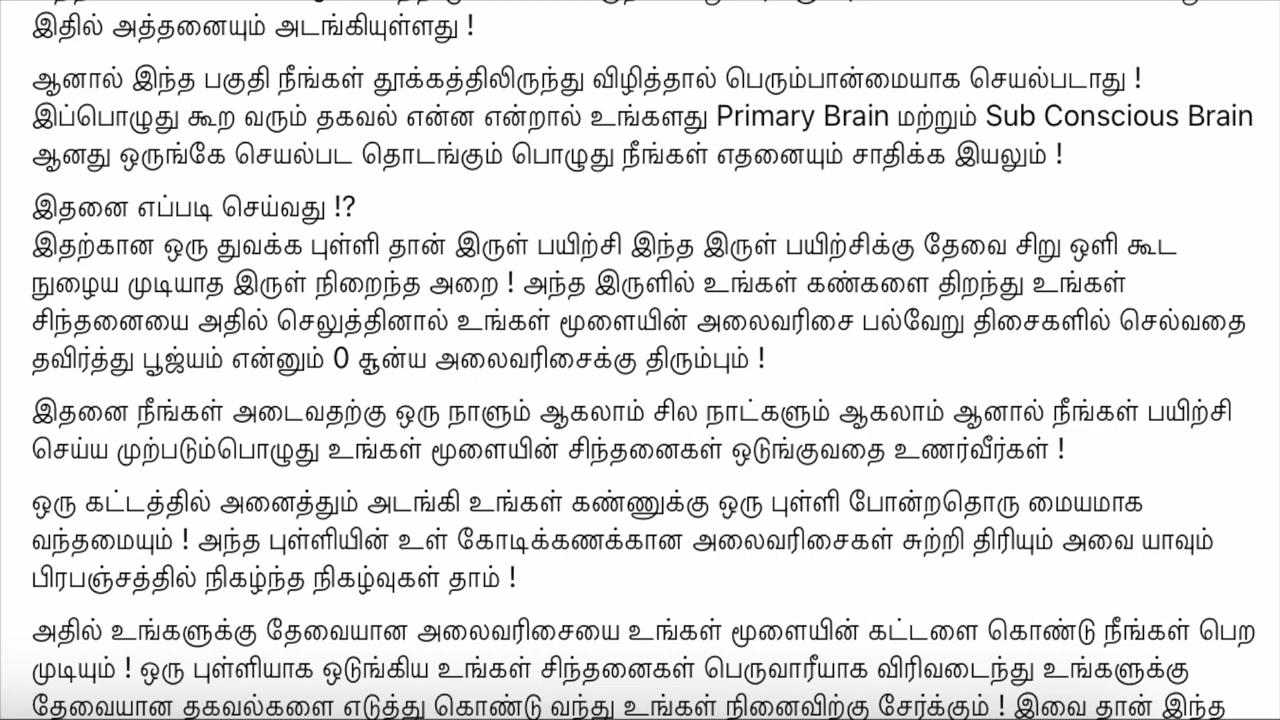 இதில் அத்தனையும் அடங்கியுள்ளது !
ஆனால் இந்த பகுதி நீங்கள் தூக்கத்திலிருந்து விழித்தால் பெரும்பான்மையாக செயல்படாது !
இப்பொழுது கூற வரும் தகவல் என்ன என்றால் உங்களது Primary Brain மற்றும் Sub Conscious Brain
ஆனது ஒருங்கே செயல்பட தொடங்கும் பொழுது நீங்கள் எதனையும் சாதிக்க இயலும் !
இதனை எப்படி செய்வது !?
இதற்கான ஒரு துவக்க புள்ளி தான் இருள் பயிற்சி இந்த இருள் பயிற்சிக்கு தேவை சிறு ஒளி கூட
நுழைய முடியாத இருள் நிறைந்த அறை ! அந்த இருளில் உங்கள் கண்களை திறந்து உங்கள்
சிந்தனையை அதில் செலுத்தினால் உங்கள் மூளையின் அலைவரிசை பல்வேறு திசைகளில் செல்வதை
தவிர்த்து பூஜ்யம் என்னும் 0 சூன்ய அலைவரிசைக்கு திரும்பும் !
இதனை நீங்கள் அடைவதற்கு ஒரு நாளும் ஆகலாம் சில நாட்களும் ஆகலாம் ஆனால் நீங்கள் பயிற்சி
செய்ய முற்படும்பொழுது உங்கள் மூளையின் சிந்தனைகள் ஒடுங்குவதை உணர்வீர்கள் !
ஒரு கட்டத்தில் அனைத்தும் அடங்கி உங்கள் கண்ணுக்கு ஒரு புள்ளி போன்றதொரு மையமாக
வந்தமையும் ! அந்த புள்ளியின் உள் கோடிக்கணக்கான அலைவரிசைகள் சுற்றி திரியும் அவை யாவும்
பிரபஞ்சத்தில் நிகழ்ந்த நிகழ்வுகள் தாம் !
அதில் உங்களுக்கு தேவையான அலைவரிசையை உங்கள் மூளையின் கட்டளை கொண்டு நீங்கள் பெற
முடியும் ! ஒரு புள்ளியாக ஒடுங்கிய உங்கள் சிந்தனைகள் பெருவாரீயாக விரிவடைந்து உங்களுக்கு
தேவையான தகவல்களை எடுத்து கொண்டு வந்து உங்கள் நினைவிற்கு சேர்க்கும் ! இவை தான் இந்த